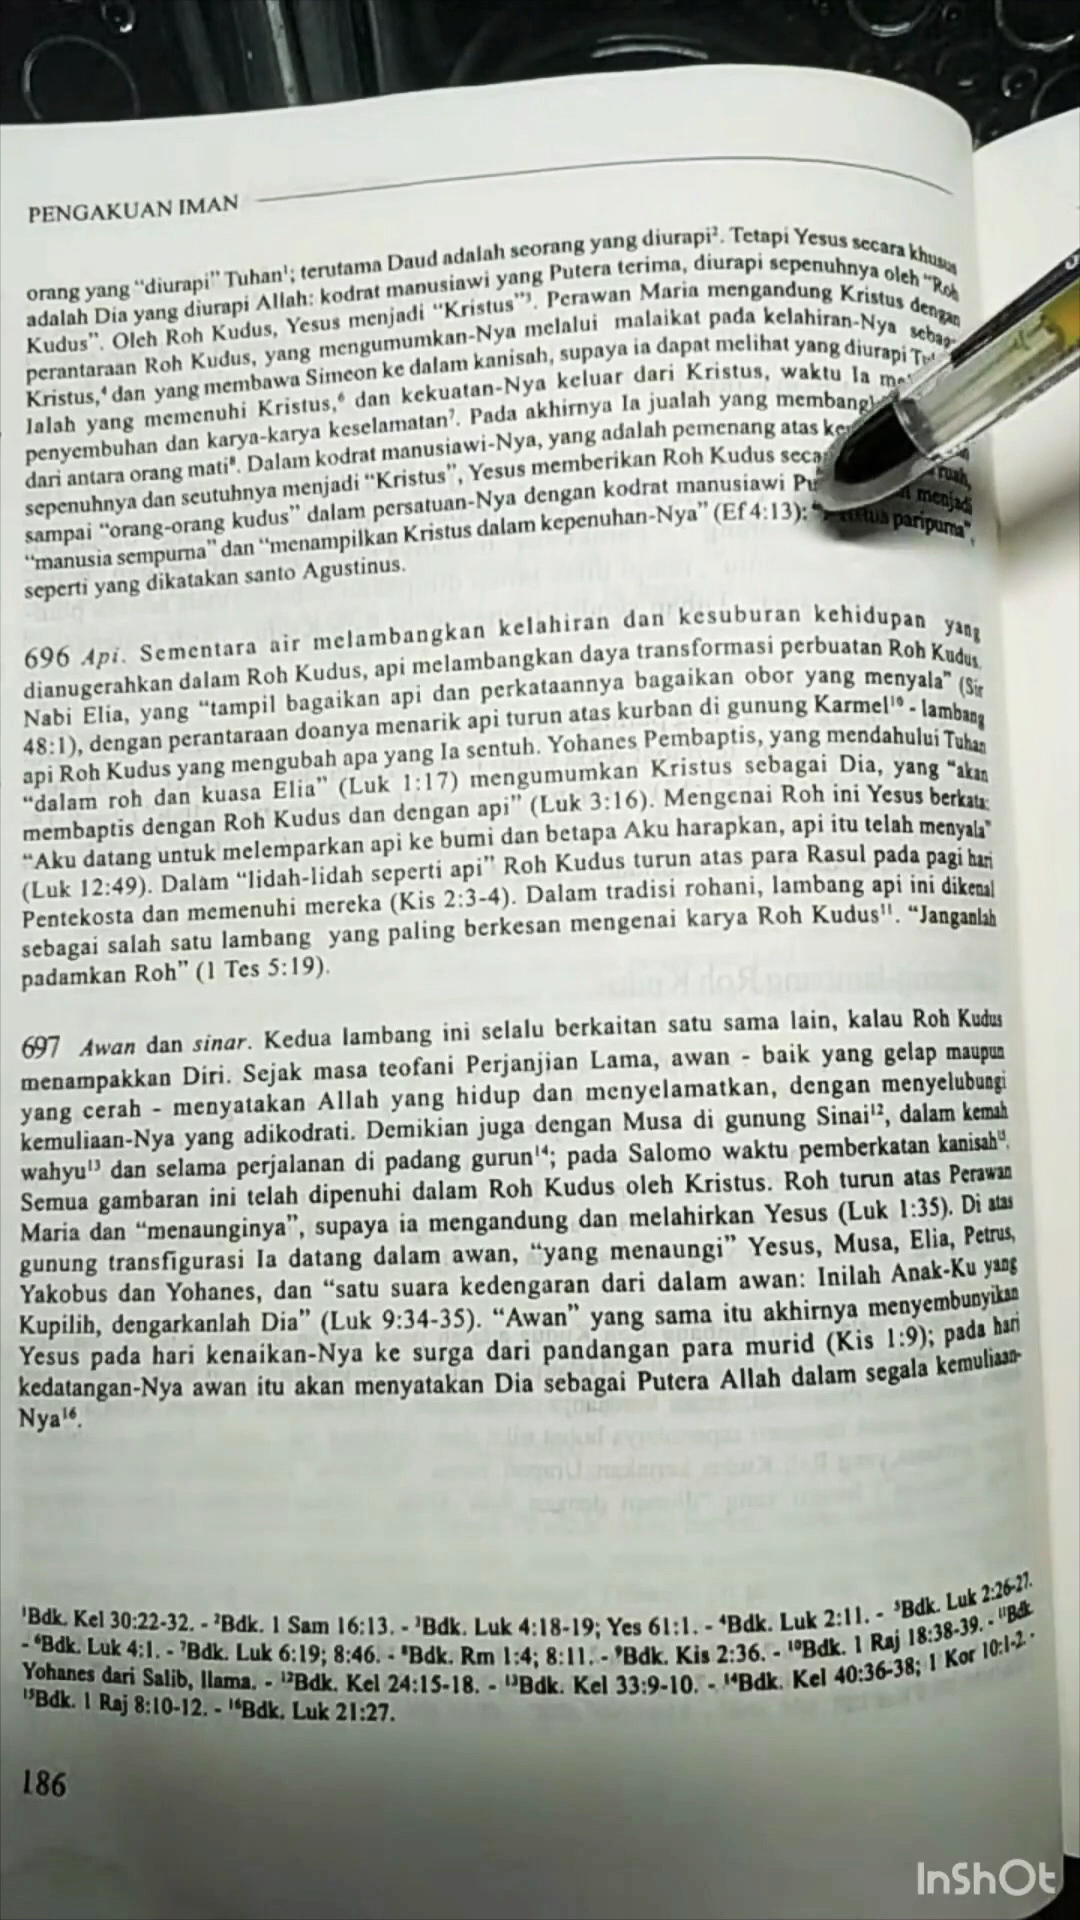 PENGAKUAN IMAN
orang yang “diurapi” Tuhan¹; terutama Daud adalah seorang yang diurapi². Tetapi Yesus secara khusus
adalah Dia yang diurapi Allah: kodrat manusiawi yang Putera terima, diurapi sepenuhnya oleh “Roh
Kudus”. Oleh Roh Kudus, Yesus menjadi “Kristus”³. Perawan Maria mengandung Kristus dengan
perantaraan Roh Kudus, yang mengumumkan-Nya melalui malaikat pada kelahiran-Nya
Kristus,⁴ dan yang membawa Simeon ke dalam kanisah, supaya ia dapat melihat yang diurapi
Ialah yang memenuhi Kristus,⁶ dan kekuatan-Nya keluar dari Kristus, waktu Ia
penyembuhan dan karya-karya keselamatan⁷. Pada akhirnya Ia jualah yang
dari antara orang mati⁸. Dalam kodrat manusiawi-Nya, yang adalah pemenang atas
sepenuhnya dan seutuhnya menjadi “Kristus”, Yesus memberikan Roh Kudus
sampai “orang-orang kudus” dalam persatuan-Nya dengan kodrat manusiawi menjadi
“manusia sempurna” dan “menampilkan Kristus dalam kepenuhan-Nya” (Ef 4:13): paripurna”,
seperti yang dikatakan santo Agustinus.
696 Api. Sementara air melambangkan kelahiran dan kesuburan kehidupan yang
dianugerahkan dalam Roh Kudus, api melambangkan daya transformasi perbuatan Roh Kudus.
Nabi Elia, yang “tampil bagaikan api dan perkataannya bagaikan obor yang menyala” (Sir
48:1), dengan perantaraan doanya menarik api turun atas kurban di gunung Karmel¹⁰ - lambang
api Roh Kudus yang mengubah apa yang Ia sentuh. Yohanes Pembaptis, yang mendahului Tuhan
“dalam roh dan kuasa Elia” (Luk 1:17) mengumumkan Kristus sebagai Dia, yang “akan
membaptis dengan Roh Kudus dan dengan api” (Luk 3:16). Mengenai Roh ini Yesus berkata:
“Aku datang untuk melemparkan api ke bumi dan betapa Aku harapkan, api itu telah menyala”
(Luk 12:49). Dalam “lidah-lidah seperti api” Roh Kudus turun atas para Rasul pada pagi hari
Pentekosta dan memenuhi mereka (Kis 2:3-4). Dalam tradisi rohani, lambang api ini dikenal
sebagai salah satu lambang yang paling berkesan mengenai karya Roh Kudus¹¹. “Janganlah
padamkan Roh” (1 Tes 5:19).
697 Awan dan sinar. Kedua lambang ini selalu berkaitan satu sama lain, kalau Roh Kudus
menampakkan Diri. Sejak masa teofani Perjanjian Lama, awan - baik yang gelap maupun
yang cerah - menyatakan Allah yang hidup dan menyelamatkan, dengan menyelubungi
kemuliaan-Nya yang adikodrati. Demikian juga dengan Musa di gunung Sinai¹², dalam kemah
wahyu¹³ dan selama perjalanan di padang gurun¹⁴; pada Salomo waktu pemberkatan kanisah¹⁵.
Semua gambaran ini telah dipenuhi dalam Roh Kudus oleh Kristus. Roh turun atas Perawan
Maria dan “menaunginya”, supaya ia mengandung dan melahirkan Yesus (Luk 1:35). Di atas
gunung transfigurasi Ia datang dalam awan, “yang menaungi” Yesus, Musa, Elia, Petrus,
Yakobus dan Yohanes, dan “satu suara kedengaran dari dalam awan: Inilah Anak-Ku yang
Kupilih, dengarkanlah Dia” (Luk 9:34-35). “Awan” yang sama itu akhirnya menyembunyikan
Yesus pada hari kenaikan-Nya ke surga dari pandangan para murid (Kis 1:9); pada hari
kedatangan-Nya awan itu akan menyatakan Dia sebagai Putera Allah dalam segala kemuliaan-
Nya¹⁶.
¹Bdk. Kel 30:22-32. - ²Bdk. 1 Sam 16:13. - ³Bdk. Luk 4:18-19; Yes 61:1. - ⁴Bdk. Luk 2:11. - ⁵Bdk. Luk 2:26-27.
- ⁶Bdk. Luk 4:1. - ⁷Bdk. Luk 6:19; 8:46. - ⁸Bdk. Rm 1:4; 8:11. - ⁹Bdk. Kis 2:36. - ¹⁰Bdk. 1 Raj 18:38-39. - ¹¹Bdk.
Yohanes dari Salib, llama. - ¹²Bdk. Kel 24:15-18. - ¹³Bdk. Kel 33:9-10. - ¹⁴Bdk. Kel 40:36-38; 1 Kor 10:1-2. -
¹⁵Bdk. 1 Raj 8:10-12. - ¹⁶Bdk. Luk 21:27.
186
InShOt